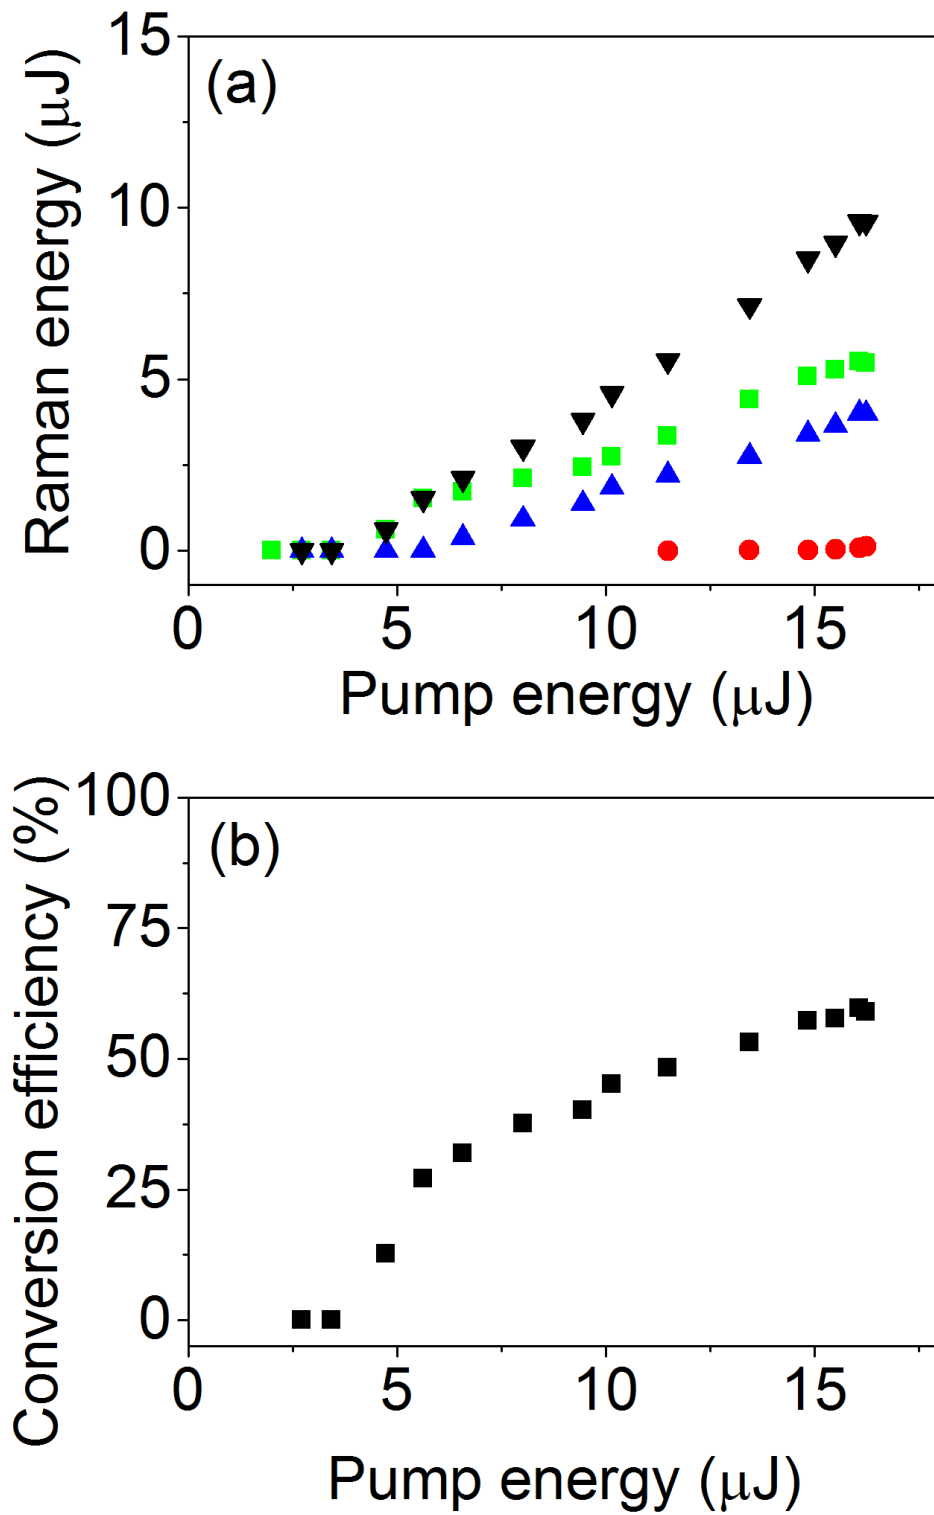 (a)
Raman energy (μJ)
15
10
5
0
0 5 10 15
Pump energy (μJ)
(b)
Conversion efficiency (%)
100
75
50
25
0
0 5 10 15
Pump energy (μJ)